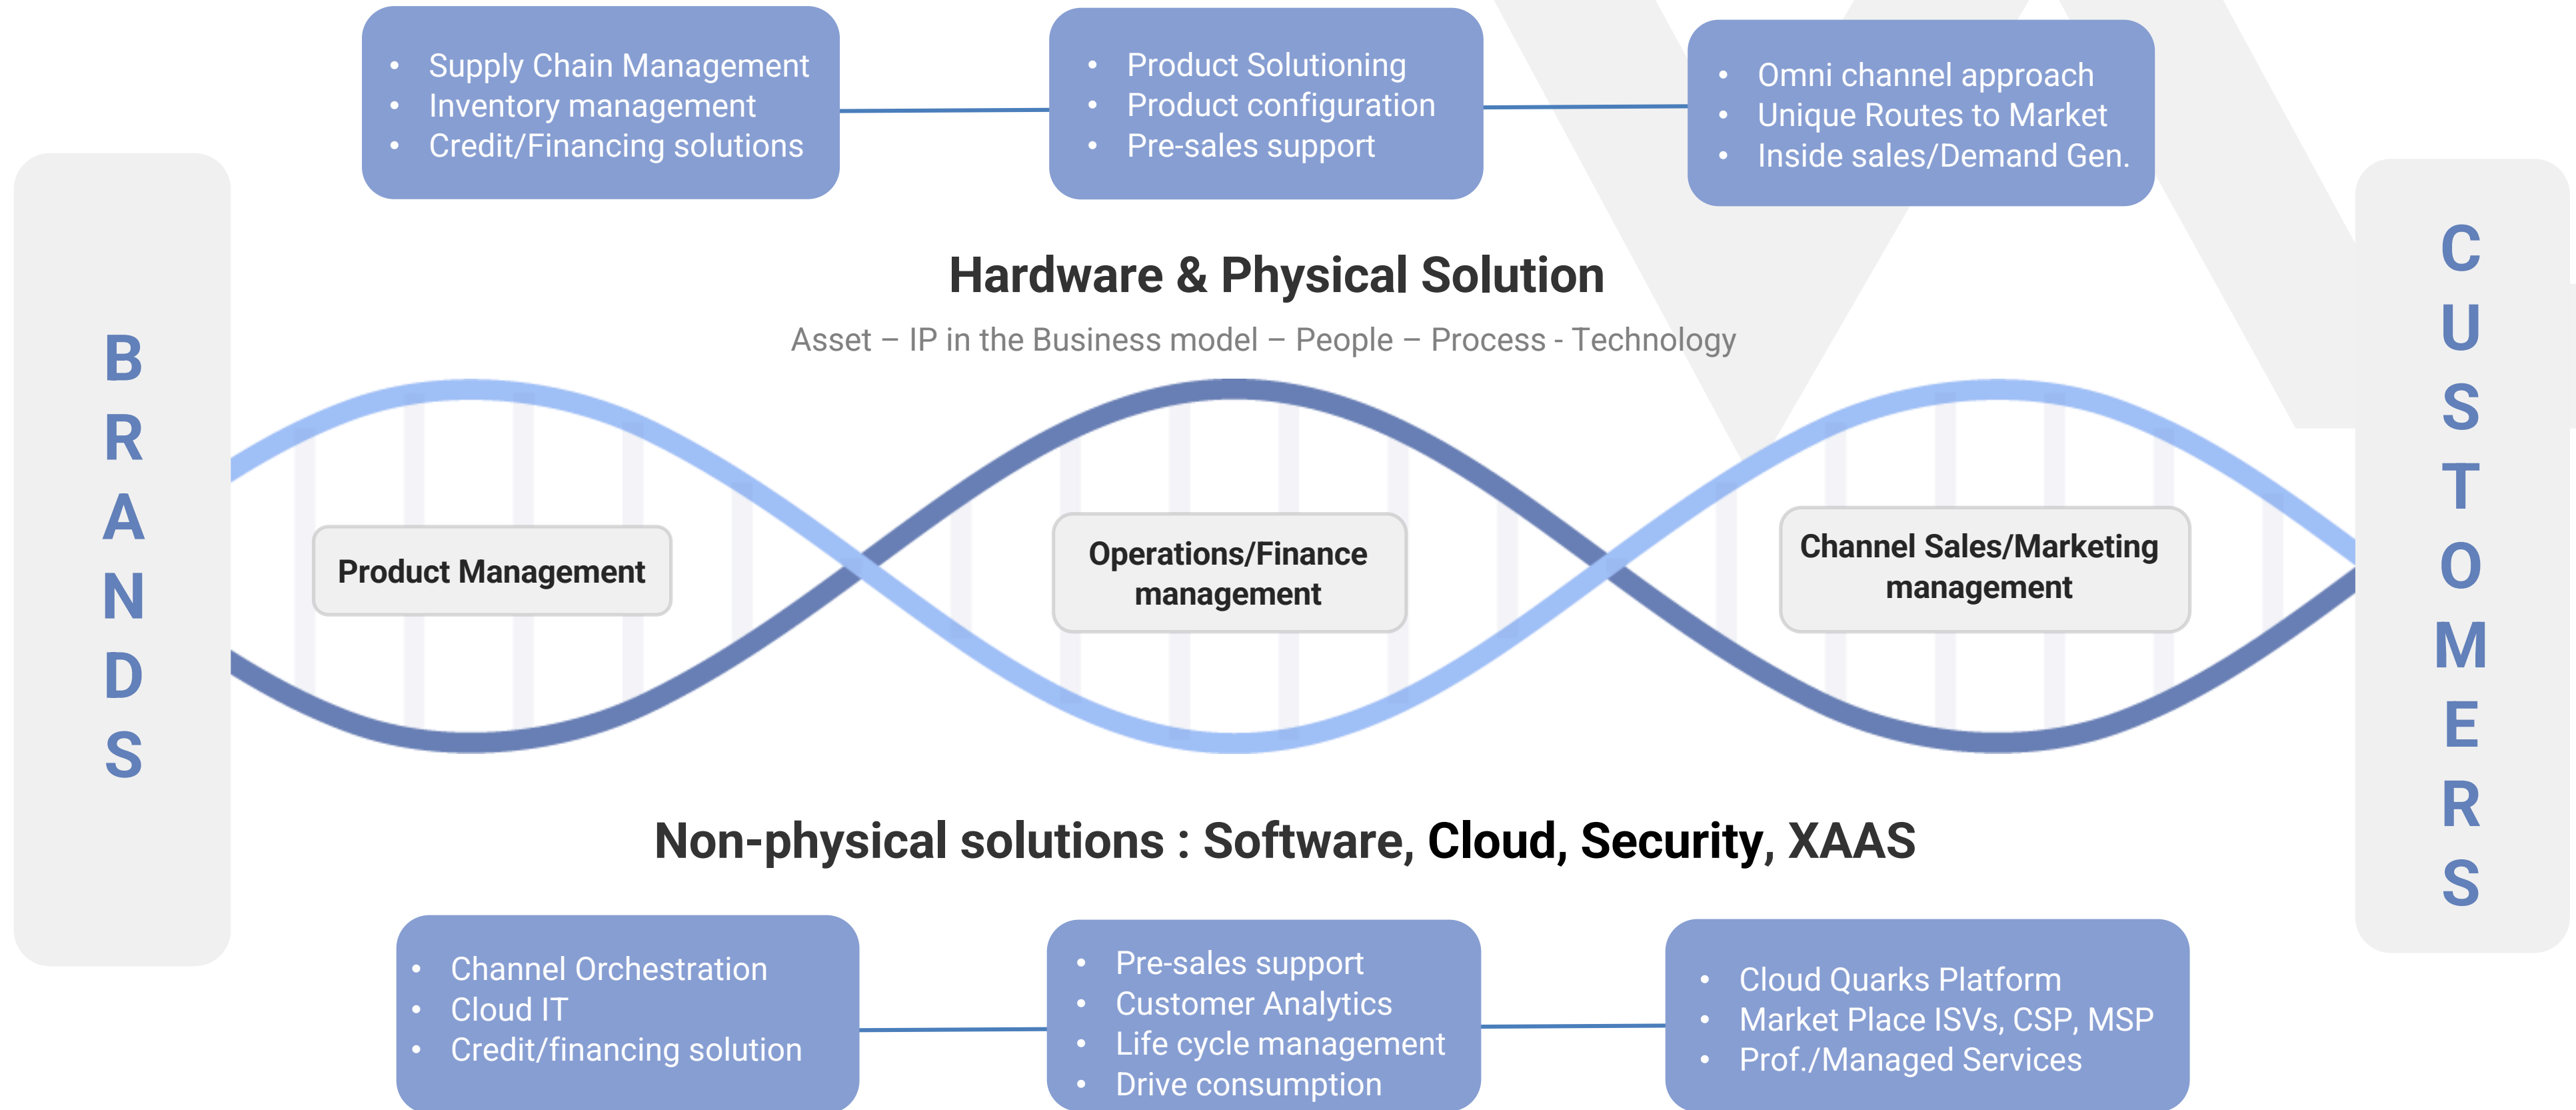 Supply Chain Management
Inventory management
Credit/Financing solutions
Product Solutioning
Product configuration
Pre-sales support
Omni channel approach
Unique Routes to Market
Inside sales/Demand Gen.
Hardware & Physical Solution
Asset – IP in the Business model – People – Process - Technology
BRANDS
Product Management
Operations/Finance
management
Channel Sales/Marketing
management
CUSTOMERS
Non-physical solutions : Software, Cloud, Security, XAAS
Channel Orchestration
Cloud IT
Credit/financing solution
Pre-sales support
Customer Analytics
Life cycle management
Drive consumption
Cloud Quarks Platform
Market Place ISVs, CSP, MSP
Prof./Managed Services